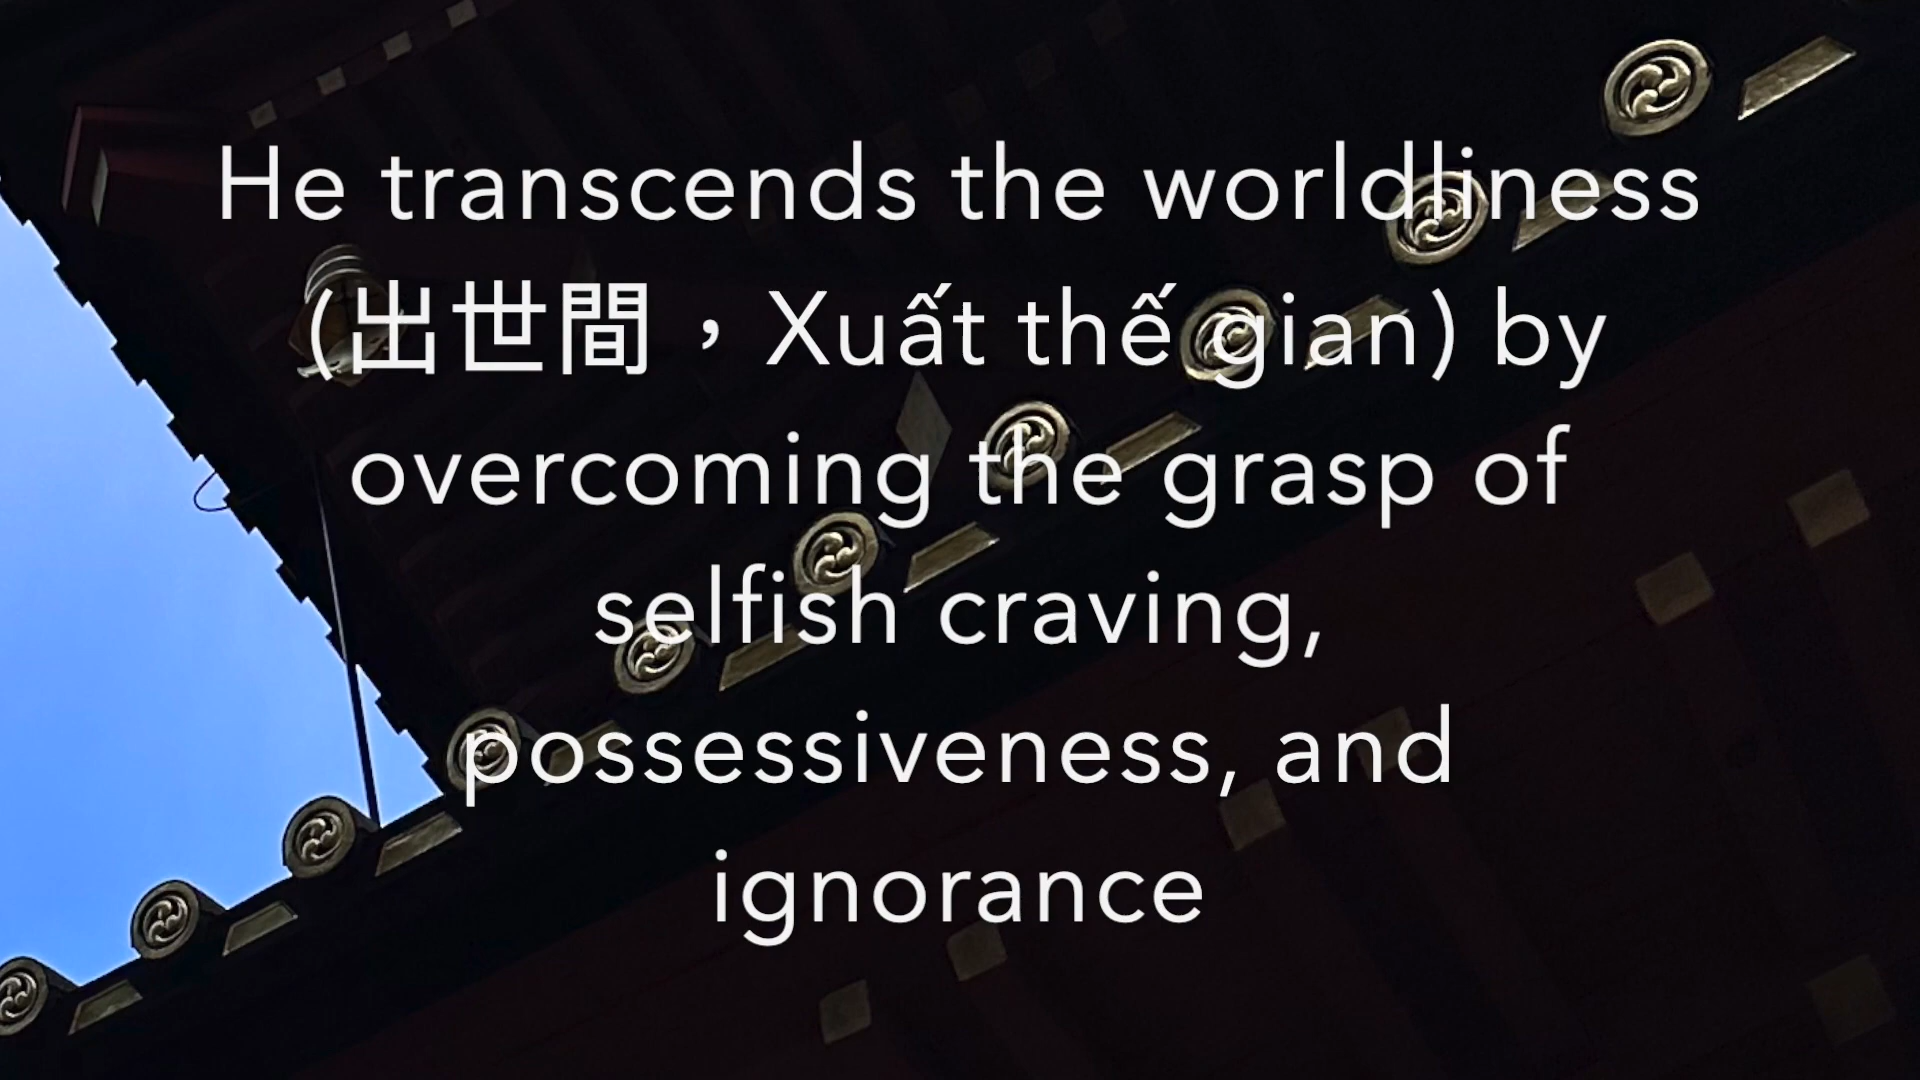 He transcends the worldliness
(出世間，Xuất thế gian) by
overcoming the grasp of
selfish craving,
possessiveness, and
ignorance